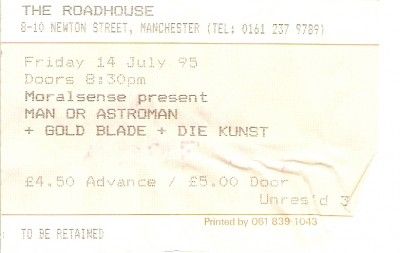 THE ROADHOUSE
8-10 NEWTON STREET, MANCHESTER (TEL: 0161 237 9789)
Friday 14 July 95
Doors 8:30pm
Moralsense present
MAN OR ASTROMAN
+ GOLD BLADE + DIE KUNST
£4.50 Advance / £5.00 Door
Unres'd 3
Printed by 061 839 1043
TO BE RETAINED